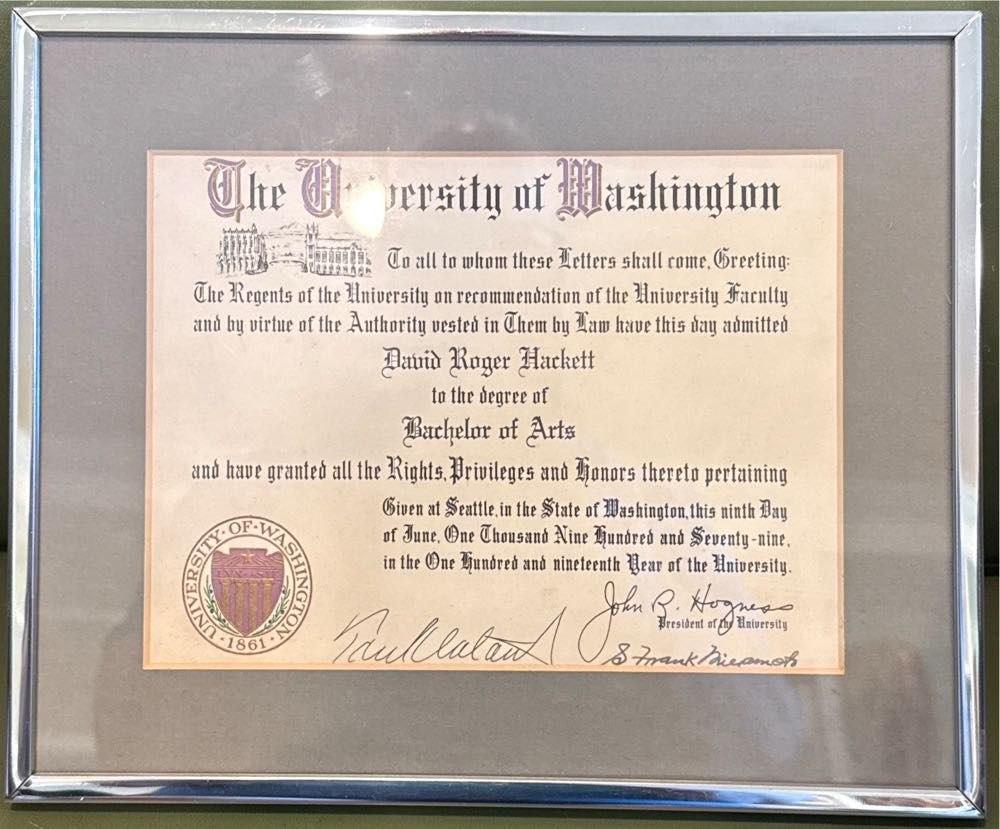 The University of Washington
To all to whom these Letters shall come, Greeting:
The Regents of the University on recommendation of the University Faculty
and by virtue of the Authority vested in Them by Law have this day admitted
David Roger Hackett
to the degree of
Bachelor of Arts
and have granted all the Rights, Privileges and Honors thereto pertaining
Given at Seattle, in the State of Washington, this ninth Day
of June, One Thousand Nine Hundred and Seventy-nine,
in the One Hundred and nineteenth Year of the University.
UNIVERSITY·OF·WASHINGTON
·1861·
John R. Hogness
President of the University
S Frank Miyamoto